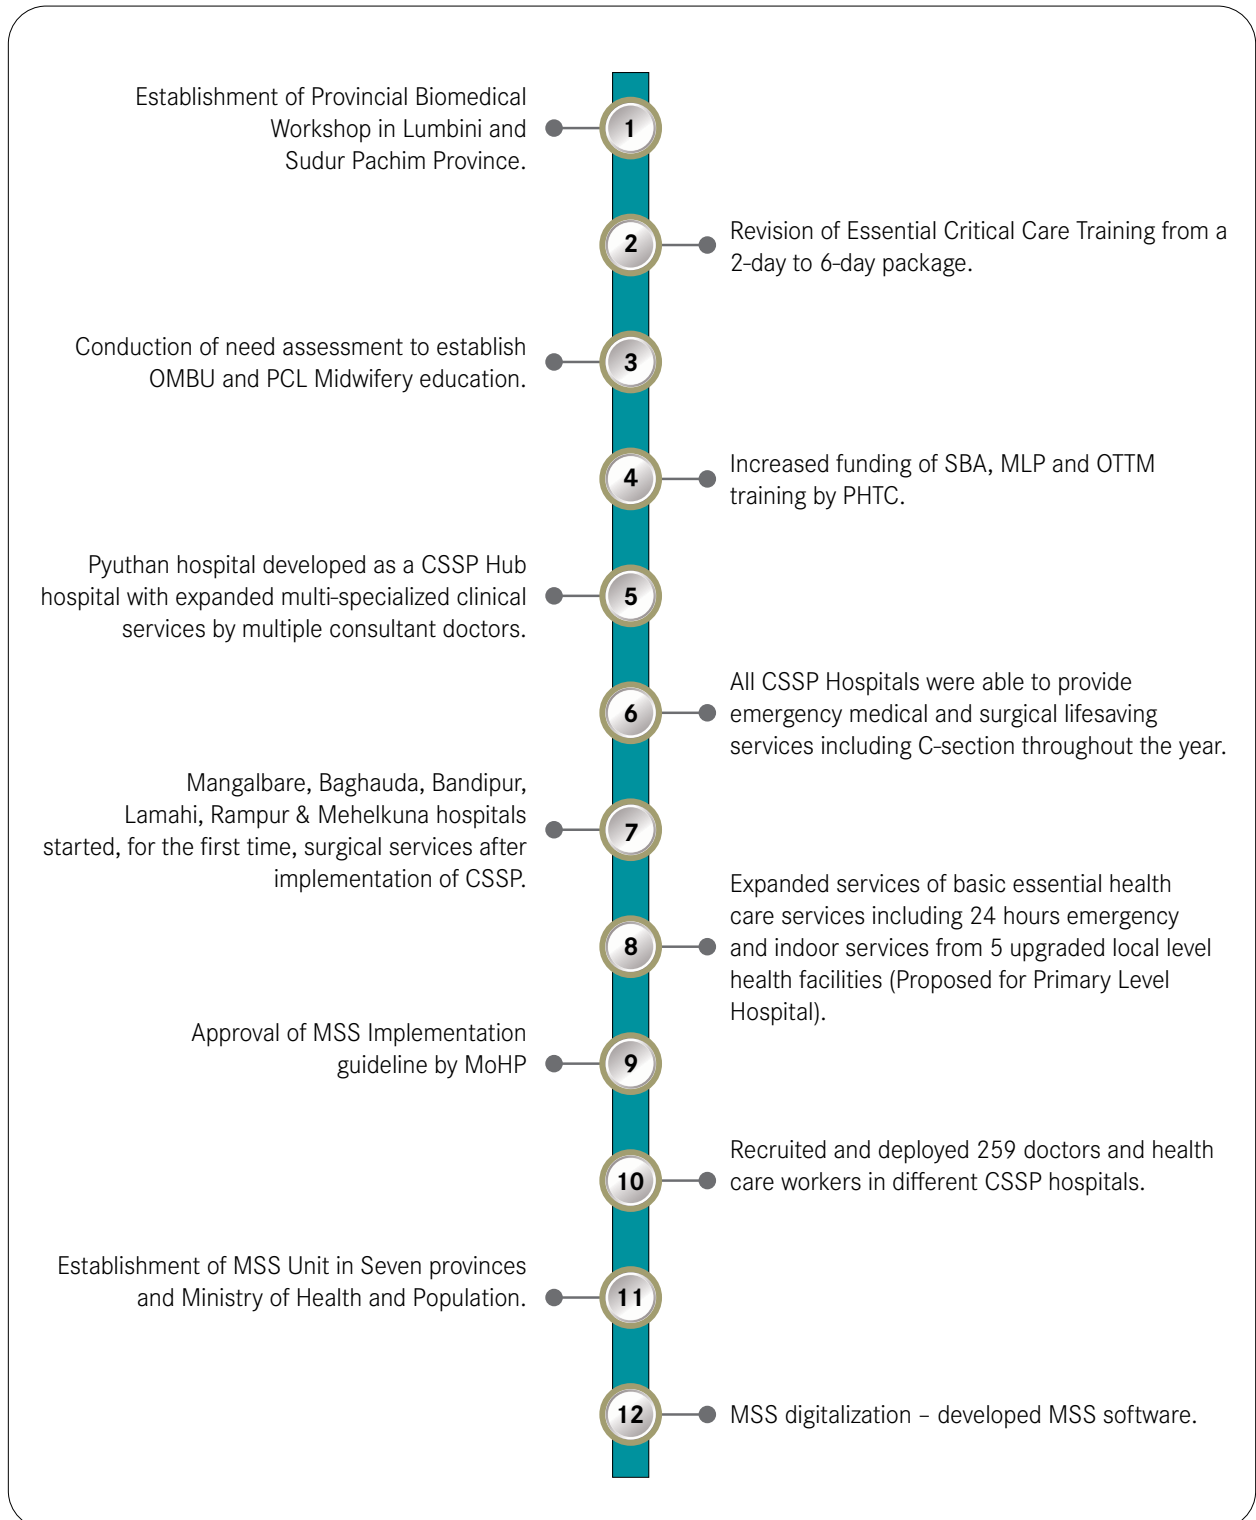 Establishment of Provincial Biomedical
Workshop in Lumbini and
Sudur Pachim Province.
1
2
Revision of Essential Critical Care Training from a
2-day to 6-day package.
Conduction of need assessment to establish
OMBU and PCL Midwifery education.
3
4
Increased funding of SBA, MLP and OTTM
training by PHTC.
Pyuthan hospital developed as a CSSP Hub
hospital with expanded multi-specialized clinical
services by multiple consultant doctors.
5
6
All CSSP Hospitals were able to provide
emergency medical and surgical lifesaving
services including C-section throughout the year.
Mangalbare, Baghauda, Bandipur,
Lamahi, Rampur & Mehelkuna hospitals
started, for the first time, surgical services after
implementation of CSSP.
7
8
Expanded services of basic essential health
care services including 24 hours emergency
and indoor services from 5 upgraded local level
health facilities (Proposed for Primary Level
Hospital).
Approval of MSS Implementation
guideline by MoHP
9
10
Recruited and deployed 259 doctors and health
care workers in different CSSP hospitals.
Establishment of MSS Unit in Seven provinces
and Ministry of Health and Population.
11
12
MSS digitalization – developed MSS software.